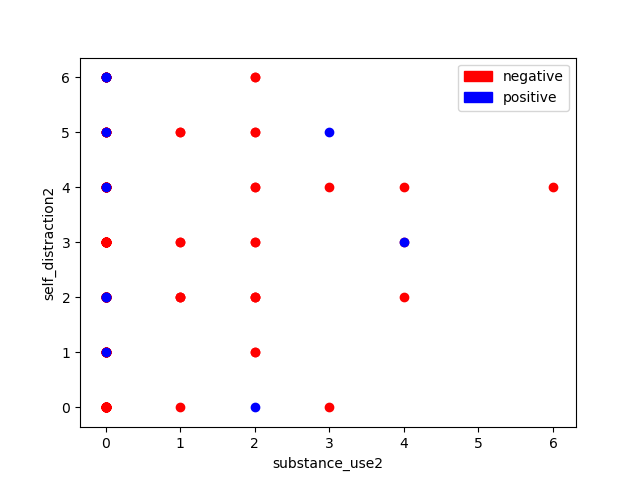 negative
positive
6
5
4
3
2
1
0
self_distraction2
0 1 2 3 4 5 6
substance_use2